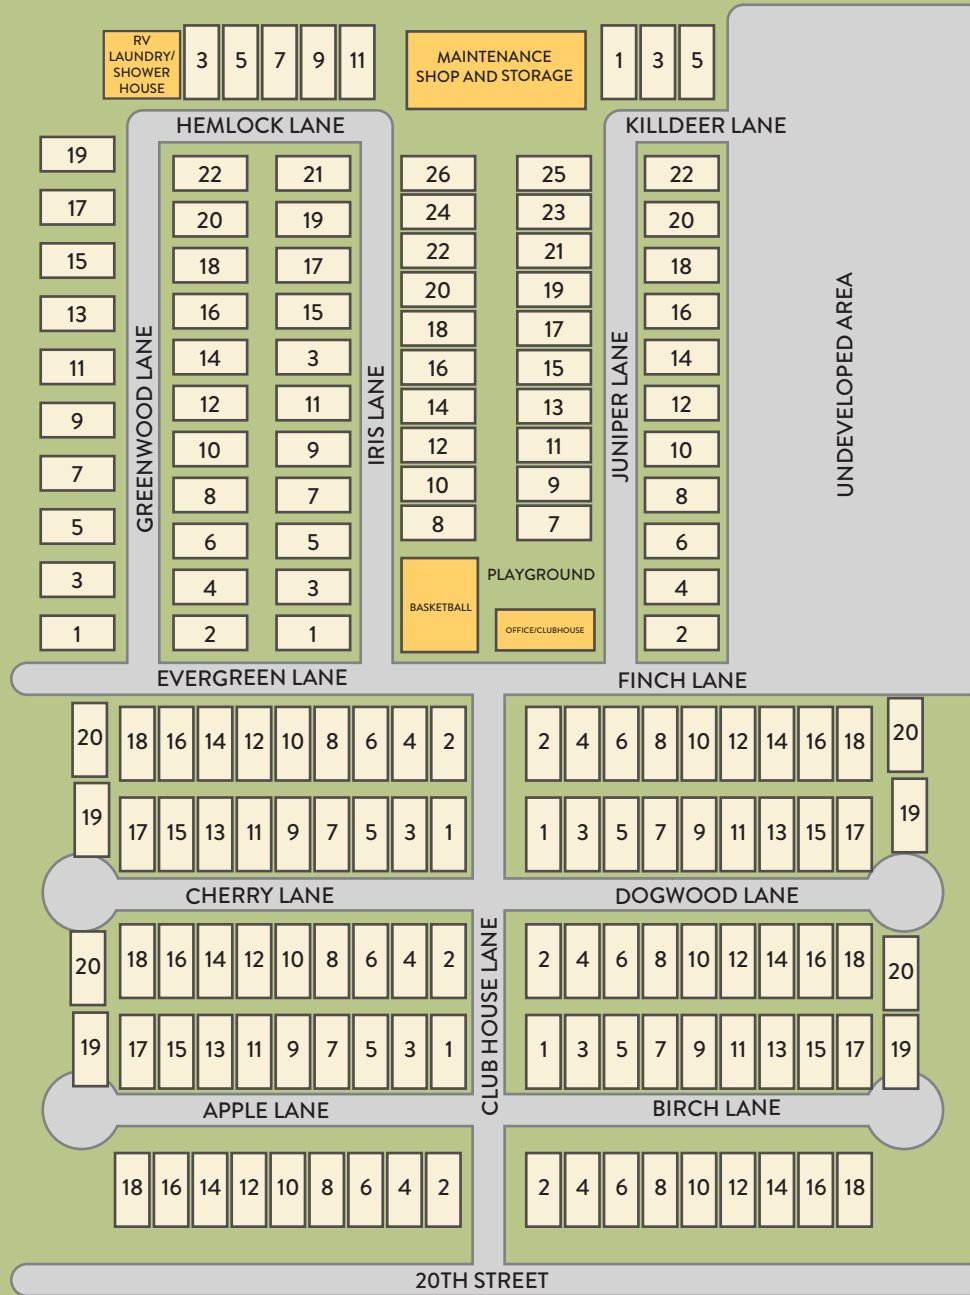 RV
LAUNDRY/
SHOWER
HOUSE
3 5 7 9 11
MAINTENANCE
SHOP AND STORAGE
1 3 5
HEMLOCK LANE
KILLDEER LANE
19
17
15
13
11
9
7
5
3
1
GREENWOOD LANE
22 21
20 19
18 17
16 15
14 3
12 11
10 9
8 7
6 5
4 3
2 1
IRIS LANE
26 25
24 23
22 21
20 19
18 17
16 15
14 13
12 11
10 9
8 7
BASKETBALL
PLAYGROUND
OFFICE/CLUBHOUSE
JUNIPER LANE
22
20
18
16
14
12
10
8
6
4
2
UNDEVELOPED AREA
EVERGREEN LANE
FINCH LANE
20 18 16 14 12 10 8 6 4 2
2 4 6 8 10 12 14 16 18 20
19 17 15 13 11 9 7 5 3 1
1 3 5 7 9 11 13 15 17 19
CHERRY LANE
DOGWOOD LANE
20 18 16 14 12 10 8 6 4 2
2 4 6 8 10 12 14 16 18 20
CLUB HOUSE LANE
19 17 15 13 11 9 7 5 3 1
1 3 5 7 9 11 13 15 17 19
APPLE LANE
BIRCH LANE
18 16 14 12 10 8 6 4 2
2 4 6 8 10 12 14 16 18
20TH STREET